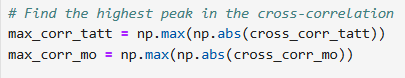 # Find the highest peak in the cross-correlation
max_corr_tatt = np.max(np.abs(cross_corr_tatt))
max_corr_mo = np.max(np.abs(cross_corr_mo))